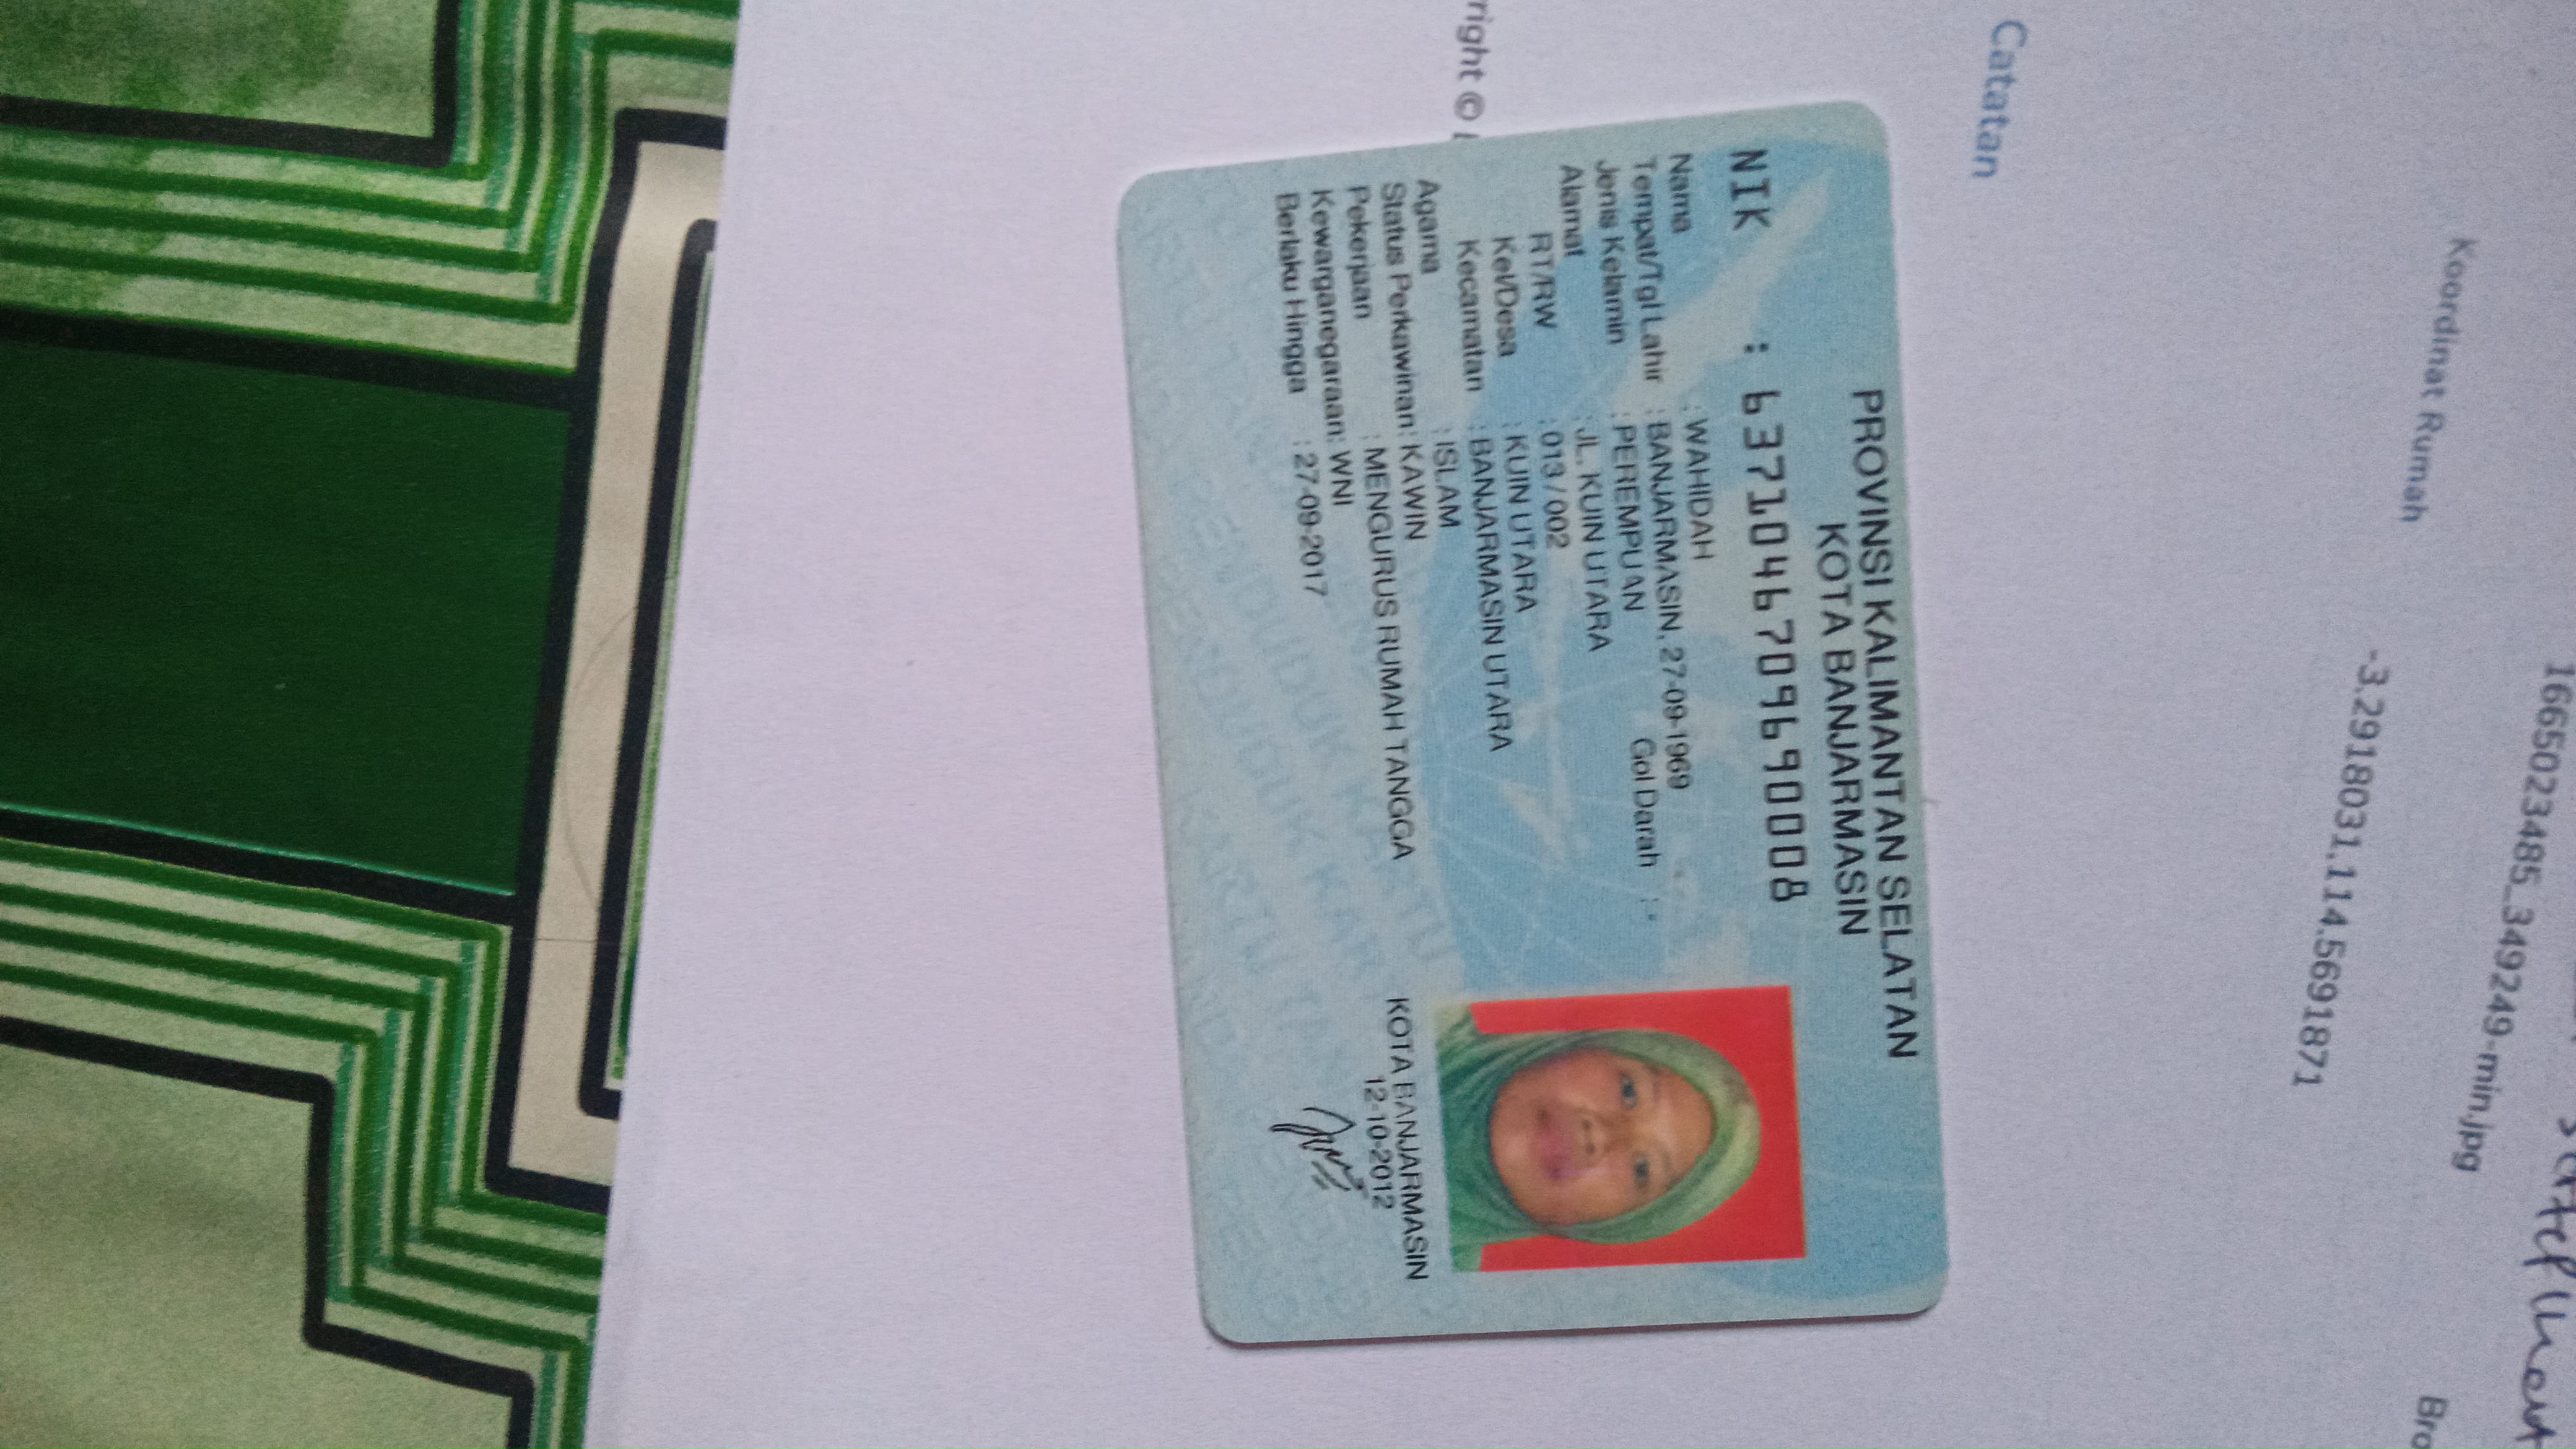 PROVINSI KALIMANTAN SELATAN
KOTA BANJARMASIN
NIK : 6371046709690008
Nama : WAHIDAH
Tempat/Tgl Lahir : BANJARMASIN, 27-09-1969
Jenis Kelamin : PEREMPUAN Gol Darah : -
Alamat : JL. KUIN UTARA
RT/RW : 013 / 002
Kel/Desa : KUIN UTARA
Kecamatan : BANJARMASIN UTARA
Agama : ISLAM
Status Perkawinan: KAWIN
Pekerjaan : MENGURUS RUMAH TANGGA
Kewarganegaraan: WNI
Berlaku Hingga : 27-09-2017
KOTA BANJARMASIN
12-10-2012
1665023485_349249-min.jpg
Koordinat Rumah
-3.2918031.114.5691871
Catatan
right ©
Bro